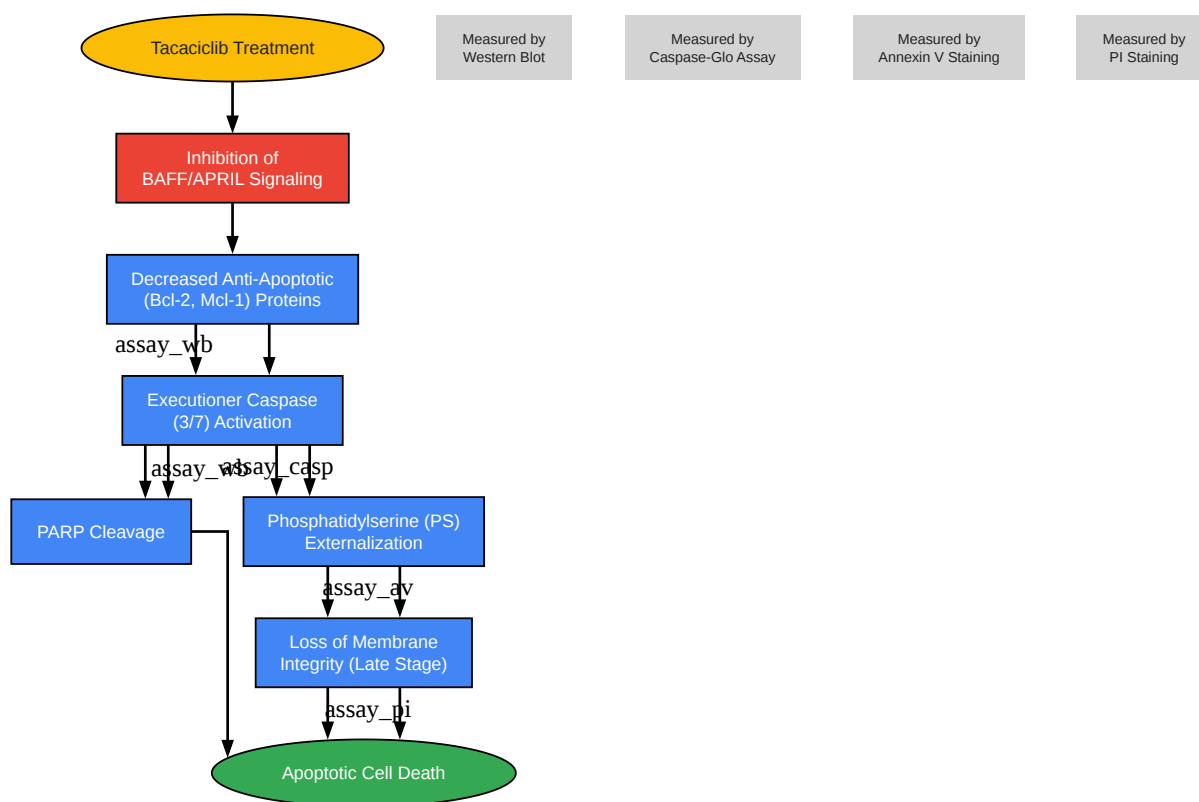 Tacaciclib Treatment
Measured by
Western Blot
Measured by
Caspase-Glo Assay
Measured by
Annexin V Staining
Measured by
PI Staining
Inhibition of
BAFF/APRIL Signaling
Decreased Anti-Apoptotic
(Bcl-2, Mcl-1) Proteins
assay_wb
Executioner Caspase
(3/7) Activation
assay_wb
assay_casp
PARP Cleavage
Phosphatidylserine (PS)
Externalization
assay_av
Loss of Membrane
Integrity (Late Stage)
assay_pi
Apoptotic Cell Death